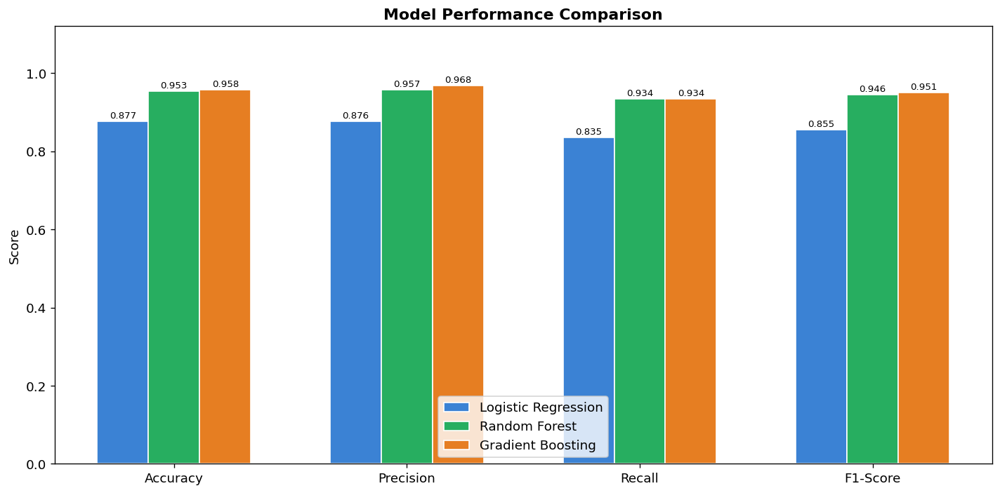 Model Performance Comparison
Score
1.0
0.8
0.6
0.4
0.2
0.0
0.877 0.953 0.958
0.876 0.957 0.968
0.835 0.934 0.934
0.855 0.946 0.951
Logistic Regression
Random Forest
Gradient Boosting
Accuracy Precision Recall F1-Score